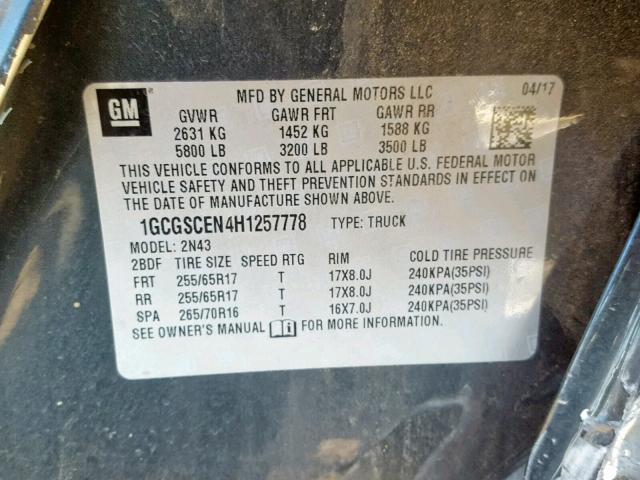 GM
MFD BY GENERAL MOTORS LLC 04/17
GVWR GAWR FRT GAWR RR
2631 KG 1452 KG 1588 KG
5800 LB 3200 LB 3500 LB
THIS VEHICLE CONFORMS TO ALL APPLICABLE U.S. FEDERAL MOTOR
VEHICLE SAFETY AND THEFT PREVENTION STANDARDS IN EFFECT ON
THE DATE OF MANUFACTURE SHOWN ABOVE.
1GCGSCEN4H1257778 TYPE: TRUCK
MODEL: 2N43
2BDF TIRE SIZE SPEED RTG RIM COLD TIRE PRESSURE
FRT 255/65R17 T 17X8.0J 240KPA(35PSI)
RR 255/65R17 T 17X8.0J 240KPA(35PSI)
SPA 265/70R16 T 16X7.0J 240KPA(35PSI)
SEE OWNER'S MANUAL FOR MORE INFORMATION.